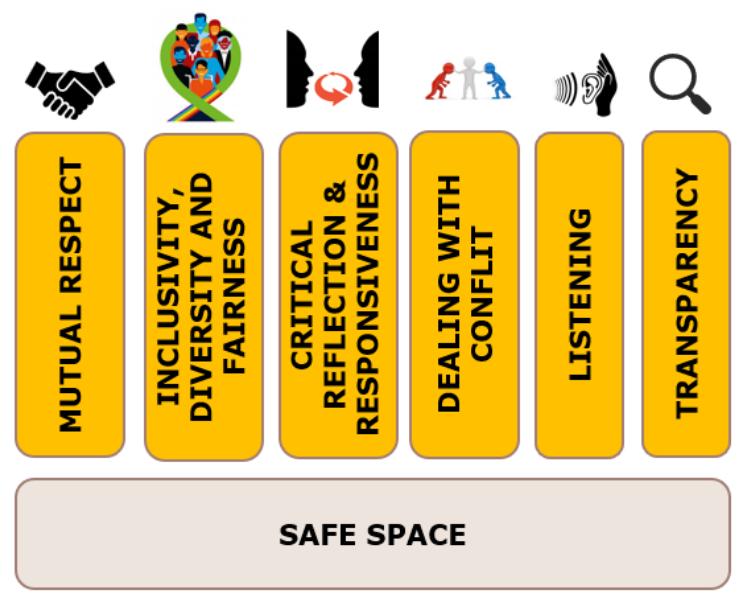 MUTUAL RESPECT
INCLUSIVITY,
DIVERSITY AND
FAIRNESS
CRITICAL
REFLECTION &
RESPONSIVENESS
DEALING WITH
CONFLIT
LISTENING
TRANSPARENCY
SAFE SPACE